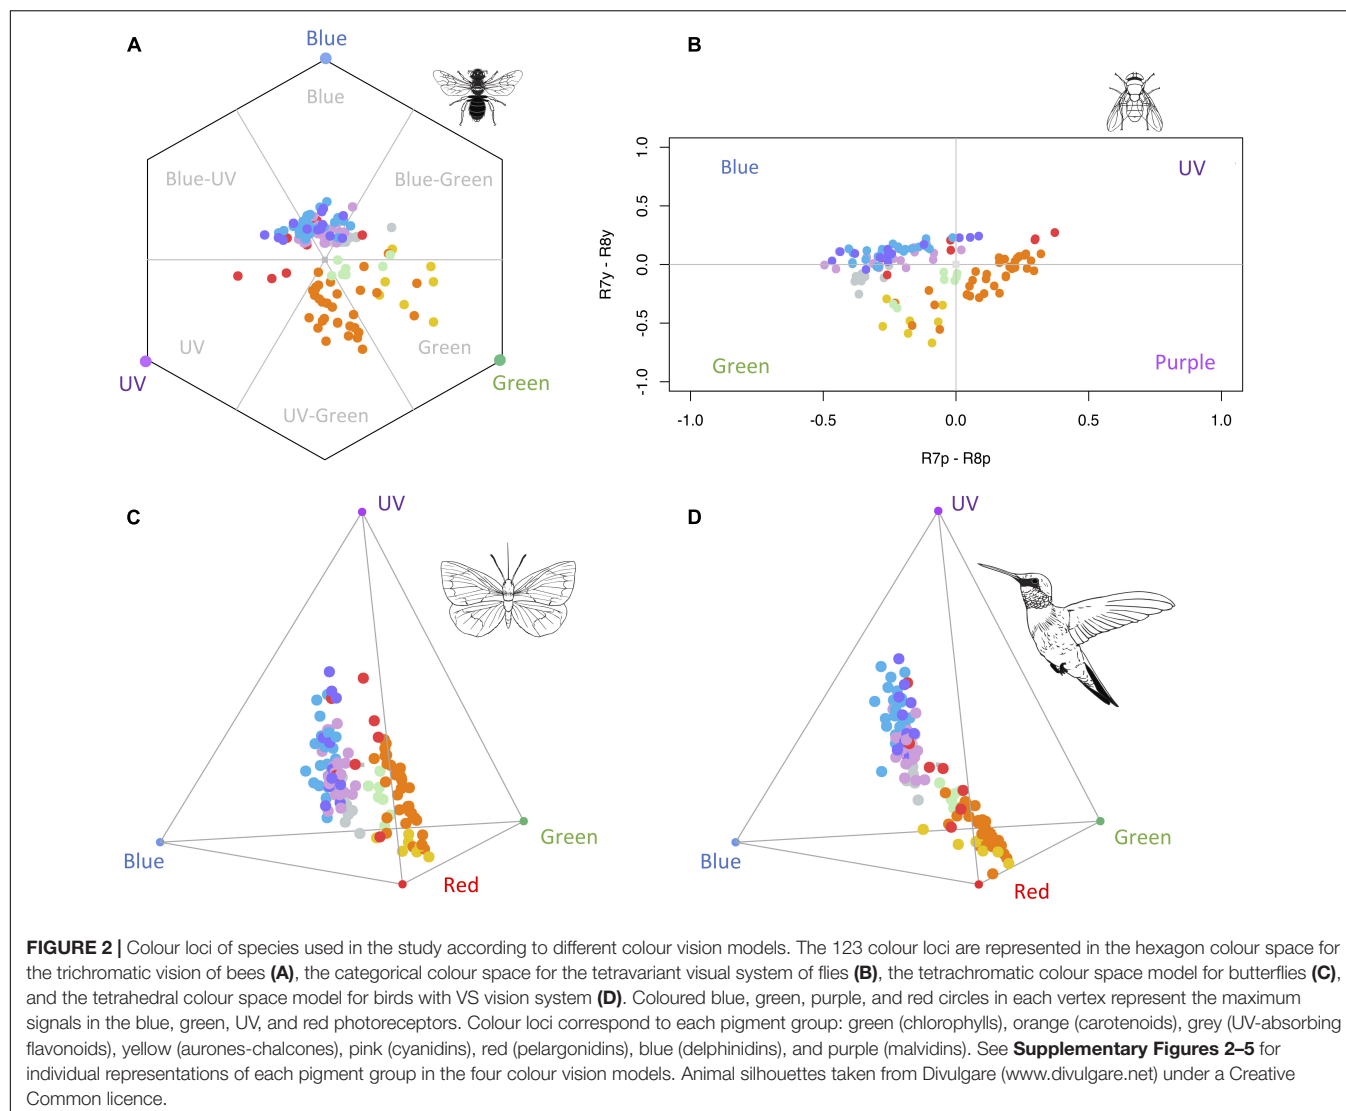 A
Blue
Blue
Blue-UV
Blue-Green
UV
Green
UV
Green
UV-Green
B
1.0
0.5
0.0
-0.5
-1.0
R7y - R8y
Blue
UV
Green
Purple
-1.0
-0.5
0.0
0.5
1.0
R7p - R8p
C
UV
Blue
Green
Red
D
UV
Blue
Green
Red
FIGURE 2 | Colour loci of species used in the study according to different colour vision models. The 123 colour loci are represented in the hexagon colour space for
the trichromatic vision of bees (A), the categorical colour space for the tetravariant visual system of flies (B), the tetrachromatic colour space model for butterflies (C),
and the tetrahedral colour space model for birds with VS vision system (D). Coloured blue, green, purple, and red circles in each vertex represent the maximum
signals in the blue, green, UV, and red photoreceptors. Colour loci correspond to each pigment group: green (chlorophylls), orange (carotenoids), grey (UV-absorbing
flavonoids), yellow (aurones-chalcones), pink (cyanidins), red (pelargonidins), blue (delphinidins), and purple (malvidins). See Supplementary Figures 2–5 for
individual representations of each pigment group in the four colour vision models. Animal silhouettes taken from Divulgare (www.divulgare.net) under a Creative
Common licence.